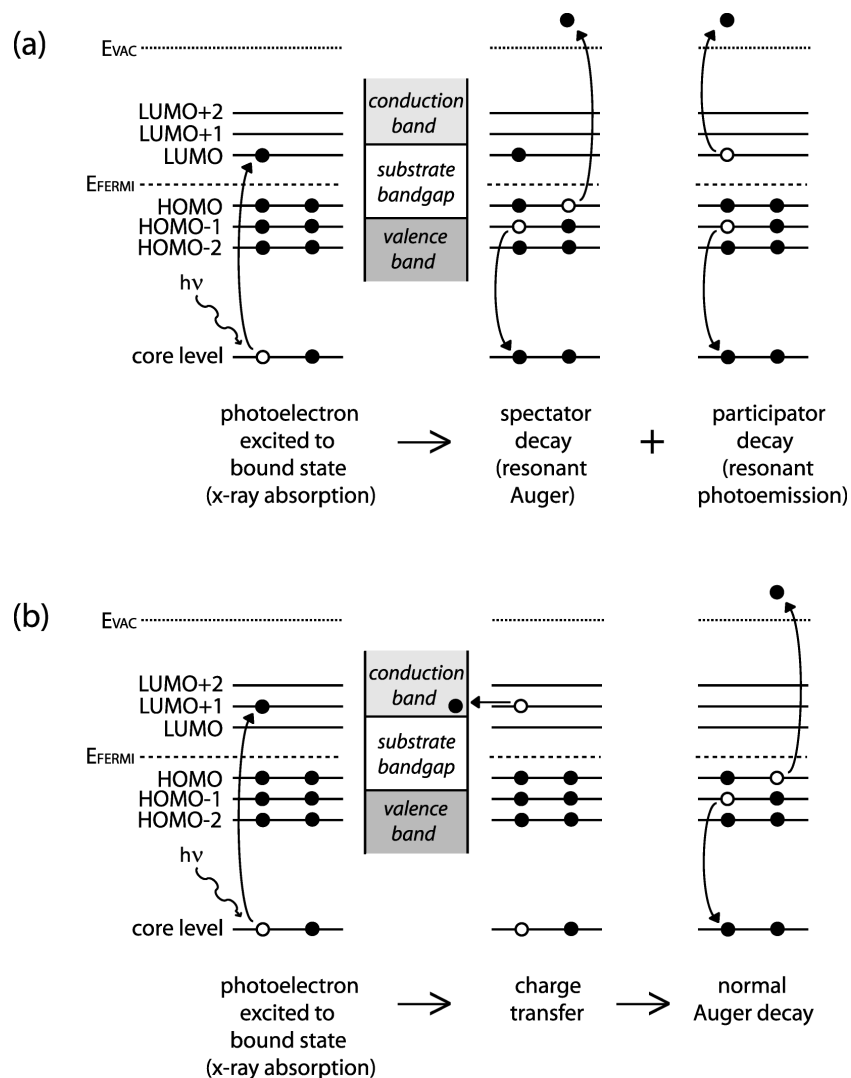 (a)
EVAC
LUMO+2
LUMO+1
LUMO
EFERMI
HOMO
HOMO-1
HOMO-2
hν
core level
conduction
band
substrate
bandgap
valence
band
photoelectron
excited to
bound state
(x-ray absorption)
spectator
decay
(resonant
Auger)
+
participator
decay
(resonant
photoemission)
(b)
EVAC
LUMO+2
LUMO+1
LUMO
EFERMI
HOMO
HOMO-1
HOMO-2
hν
core level
conduction
band
substrate
bandgap
valence
band
photoelectron
excited to
bound state
(x-ray absorption)
charge
transfer
normal
Auger decay